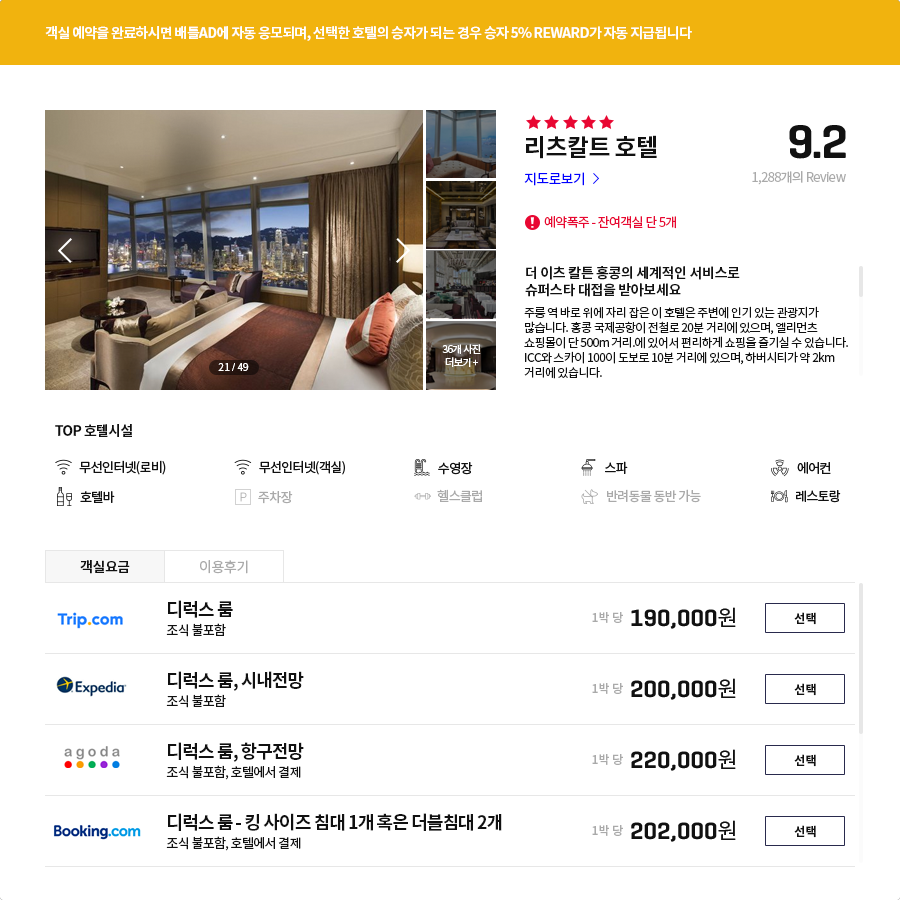 객실 예약을 완료하시면 배틀AD에 자동 응모되며, 선택한 호텔의 승자가 되는 경우 승자 5% REWARD가 자동 지급됩니다
리츠칼트 호텔
9.2
지도로보기 >
1,288개의 Review
예약폭주 - 잔여객실 단 5개
더 이츠 칼튼 홍콩의 세계적인 서비스로
슈퍼스타 대접을 받아보세요
주룽 역 바로 위에 자리 잡은 이 호텔은 주변에 인기 있는 관광지가
많습니다. 홍콩 국제공항이 전철로 20분 거리에 있으며, 엘리먼츠
쇼핑몰이 단 500m 거리.에 있어서 편리하게 쇼핑을 즐기실 수 있습니다.
ICC와 스카이 100이 도보로 10분 거리에 있으며, 하버시티가 약 2km
거리에 있습니다.
21 / 49
36개 사진
더보기 +
TOP 호텔시설
무선인터넷(로비)
무선인터넷(객실)
수영장
스파
에어컨
호텔바
P 주차장
헬스클럽
반려동물 동반 가능
레스토랑
객실요금
이용후기
Trip.com
디럭스 룸
조식 불포함
1박 당 190,000원
선택
Expedia
디럭스 룸, 시내전망
조식 불포함
1박 당 200,000원
선택
agoda
디럭스 룸, 항구전망
조식 불포함, 호텔에서 결제
1박 당 220,000원
선택
Booking.com
디럭스 룸 - 킹 사이즈 침대 1개 혹은 더블침대 2개
조식 불포함, 호텔에서 결제
1박 당 202,000원
선택